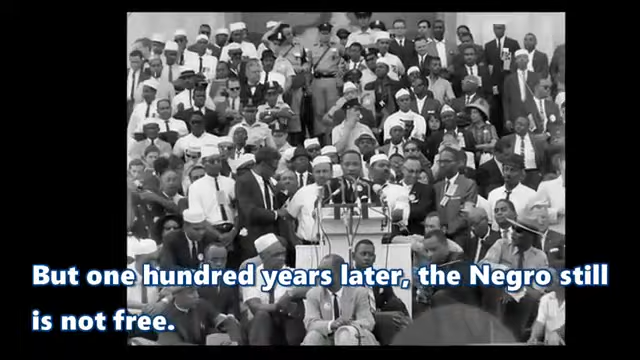 But one hundred years later, the Negro still
is not free.